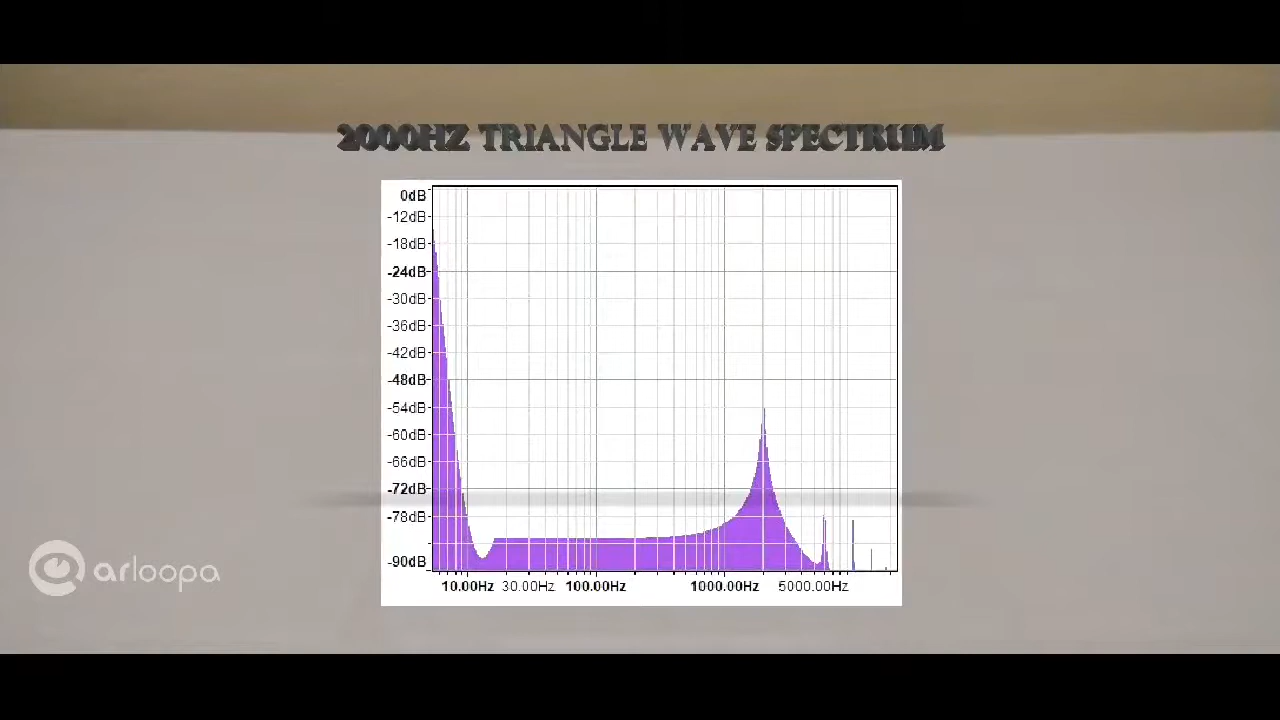 2000HZ TRIANGLE WAVE SPECTRUM
0dB
-12dB
-18dB
-24dB
-30dB
-36dB
-42dB
-48dB
-54dB
-60dB
-66dB
-72dB
-78dB
-90dB
10.00Hz 30.00Hz 100.00Hz 1000.00Hz 5000.00Hz
arloopa